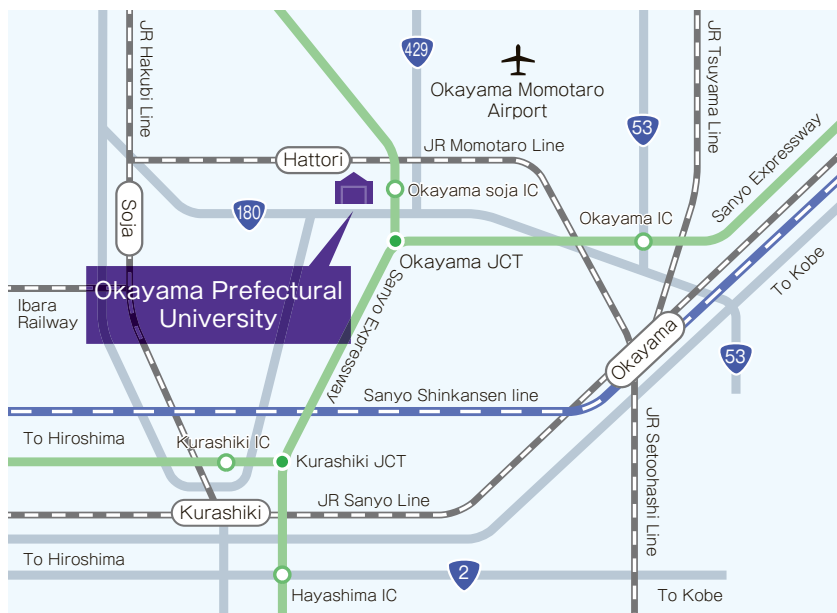 JR Hakubi Line
429
Okayama Momotaro
Airport
53
JR Tsuyama Line
Sanyo Expressway
Hattori
JR Momotaro Line
Okayama soja IC
Soja
180
Okayama IC
Okayama JCT
To Kobe
Okayama Prefectural
University
Ibara
Railway
Sanyo Expressway
Okayama
53
Sanyo Shinkansen line
To Hiroshima
Kurashiki IC
Kurashiki JCT
JR Setoohashi Line
JR Sanyo Line
Kurashiki
To Hiroshima
2
Hayashima IC
To Kobe